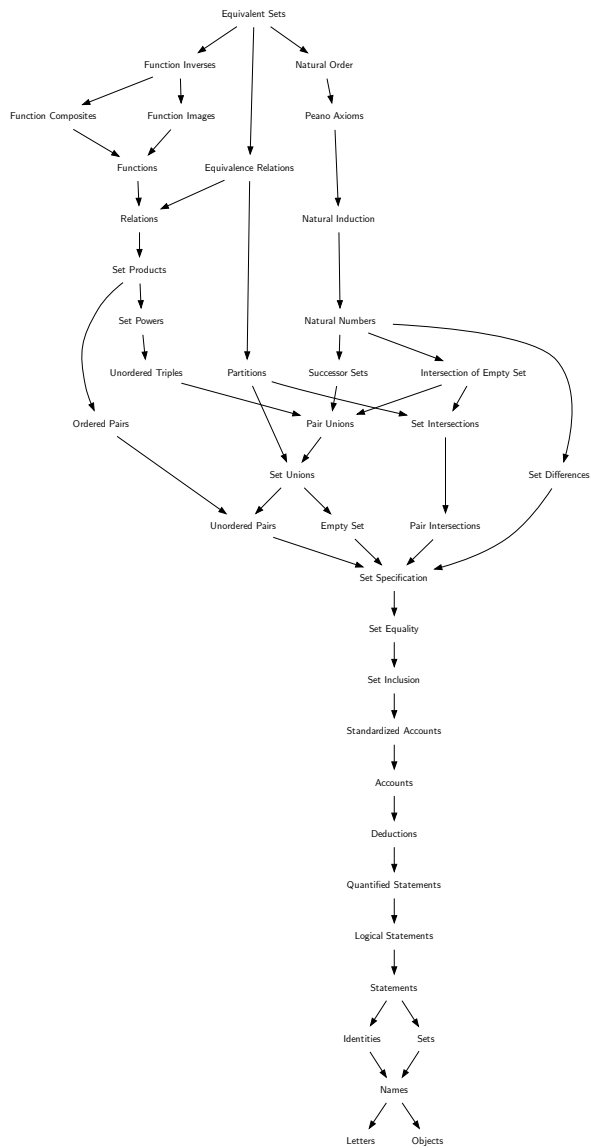 Equivalent Sets
Function Inverses
Natural Order
Function Composites
Function Images
Peano Axioms
Functions
Equivalence Relations
Relations
Natural Induction
Set Products
Set Powers
Natural Numbers
Unordered Triples
Partitions
Successor Sets
Intersection of Empty Set
Ordered Pairs
Pair Unions
Set Intersections
Set Unions
Set Differences
Unordered Pairs
Empty Set
Pair Intersections
Set Specification
Set Equality
Set Inclusion
Standardized Accounts
Accounts
Deductions
Quantified Statements
Logical Statements
Statements
Identities
Sets
Names
Letters
Objects